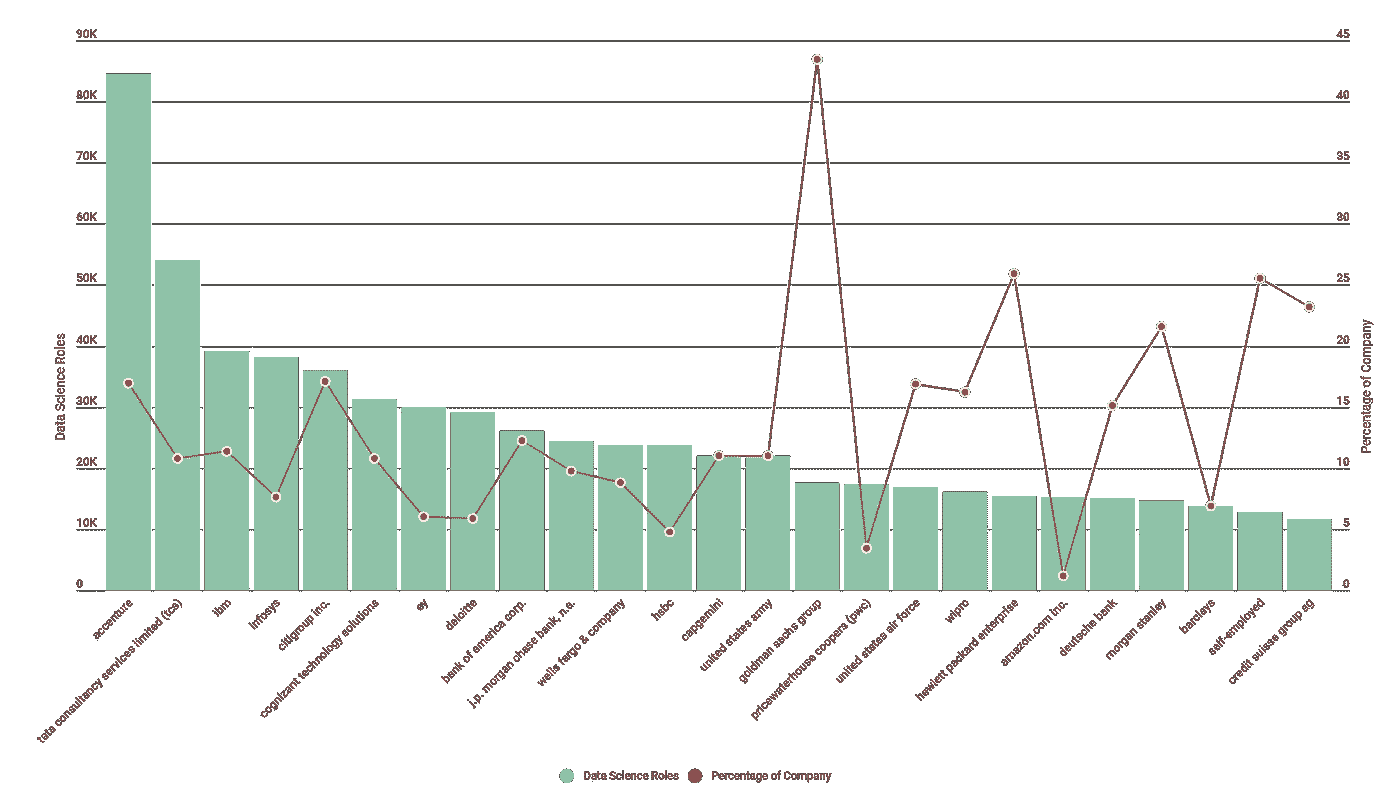 90K
45
80K
40
70K
35
60K
30
50K
25
40K
20
30K
15
20K
10
10K
5
0
0
Data Science Roles
Percentage of Company
accenture
tata consultancy services limited (tcs)
ibm
infosys
citigroup inc.
cognizant technology solutions
ey
deloitte
bank of america corp.
j.p. morgan chase bank, n.a.
wells fargo & company
hsbc
capgemini
united states army
goldman sachs group
pricewaterhouse coopers (pwc)
united states air force
wipro
hewlett packard enterprise
amazon.com inc.
deutsche bank
morgan stanley
barclays
self-employed
credit suisse group ag
Data Science Roles
Percentage of Company